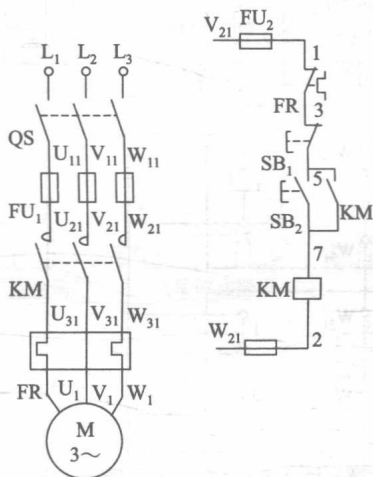 L1 L2 L3
QS
U11 V11 W11
FU1
U21 V21 W21
KM
U31 V31 W31
FR
U1 V1 W1
M
3～
V21 FU2
1
FR
3
SB1
5
KM
SB2
7
KM
W21
2